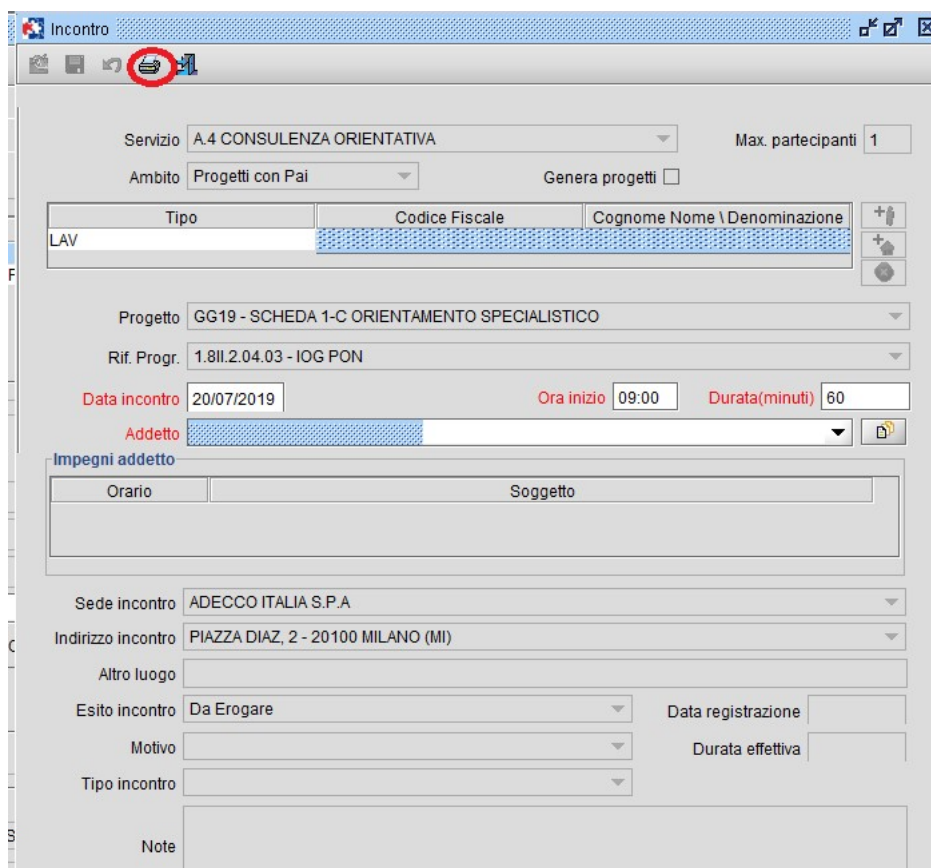 Incontro
Servizio A.4 CONSULENZA ORIENTATIVA Max. partecipanti 1
Ambito Progetti con Pai Genera progetti
Tipo Codice Fiscale Cognome Nome \ Denominazione
LAV
Progetto GG19 - SCHEDA 1-C ORIENTAMENTO SPECIALISTICO
Rif. Progr. 1.8II.2.04.03 - IOG PON
Data incontro 20/07/2019 Ora inizio 09:00 Durata(minuti) 60
Addetto
Impegni addetto
Orario Soggetto
Sede incontro ADECCO ITALIA S.P.A
Indirizzo incontro PIAZZA DIAZ, 2 - 20100 MILANO (MI)
Altro luogo
Esito incontro Da Erogare Data registrazione
Motivo Durata effettiva
Tipo incontro
Note